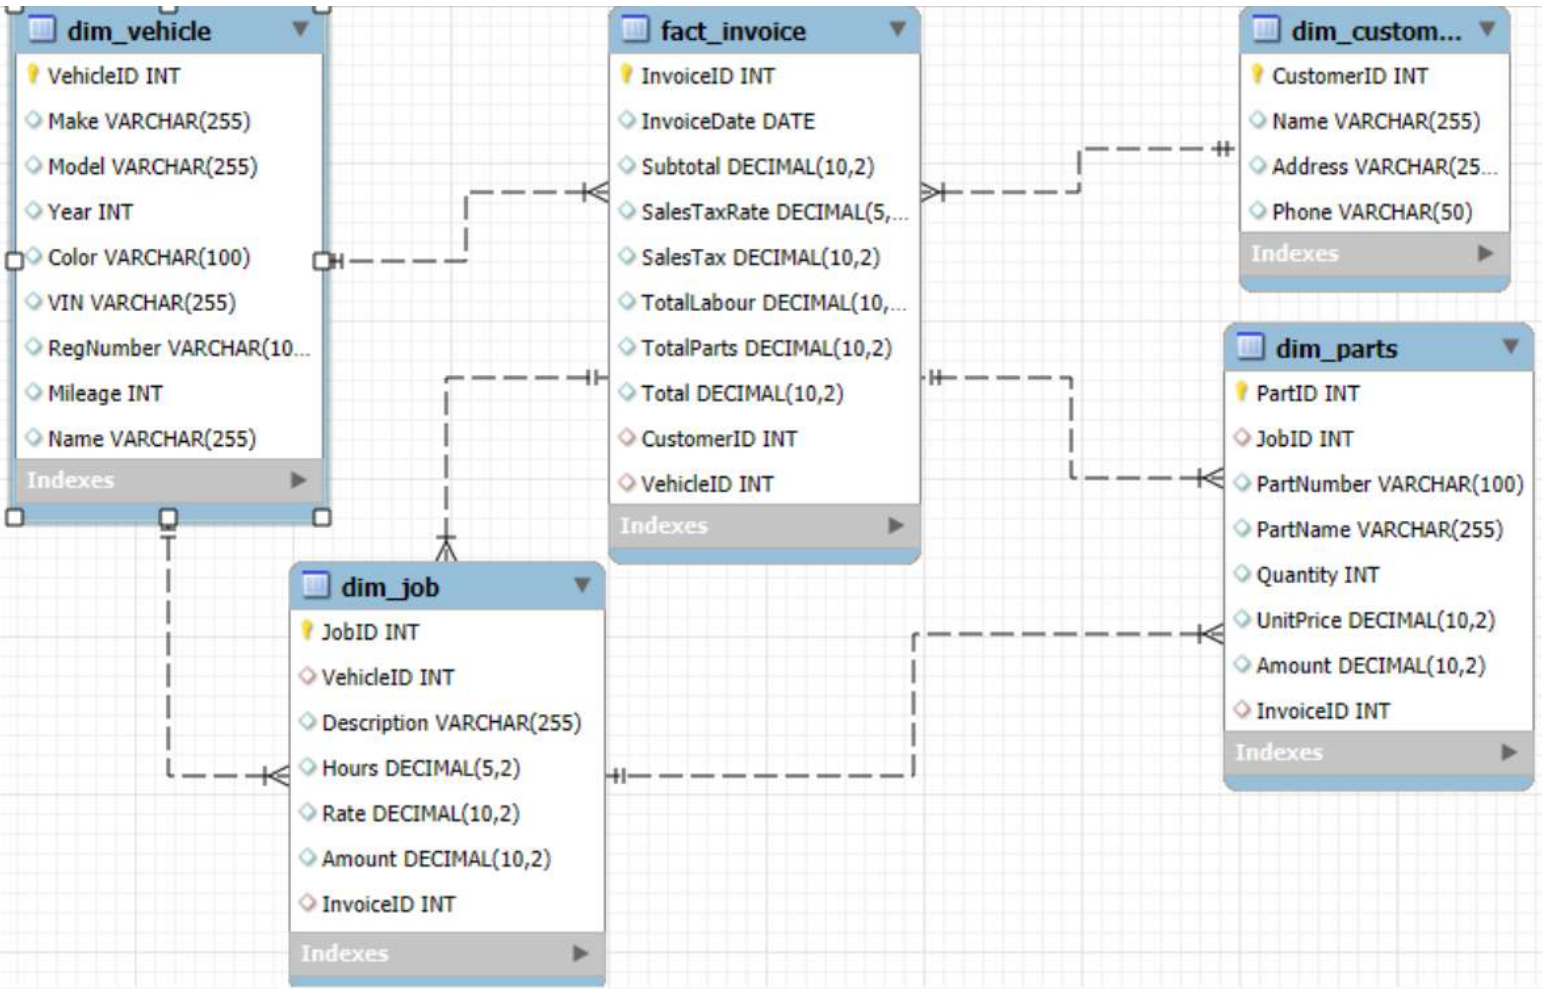 dim_vehicle
VehicleID INT
Make VARCHAR(255)
Model VARCHAR(255)
Year INT
Color VARCHAR(100)
VIN VARCHAR(255)
RegNumber VARCHAR(10...
Mileage INT
Name VARCHAR(255)
Indexes
fact_invoice
InvoiceID INT
InvoiceDate DATE
Subtotal DECIMAL(10,2)
SalesTaxRate DECIMAL(5,...
SalesTax DECIMAL(10,2)
TotalLabour DECIMAL(10,...
TotalParts DECIMAL(10,2)
Total DECIMAL(10,2)
CustomerID INT
VehicleID INT
Indexes
dim_custom...
CustomerID INT
Name VARCHAR(255)
Address VARCHAR(25...
Phone VARCHAR(50)
Indexes
dim_parts
PartID INT
JobID INT
PartNumber VARCHAR(100)
PartName VARCHAR(255)
Quantity INT
UnitPrice DECIMAL(10,2)
Amount DECIMAL(10,2)
InvoiceID INT
Indexes
dim_job
JobID INT
VehicleID INT
Description VARCHAR(255)
Hours DECIMAL(5,2)
Rate DECIMAL(10,2)
Amount DECIMAL(10,2)
InvoiceID INT
Indexes